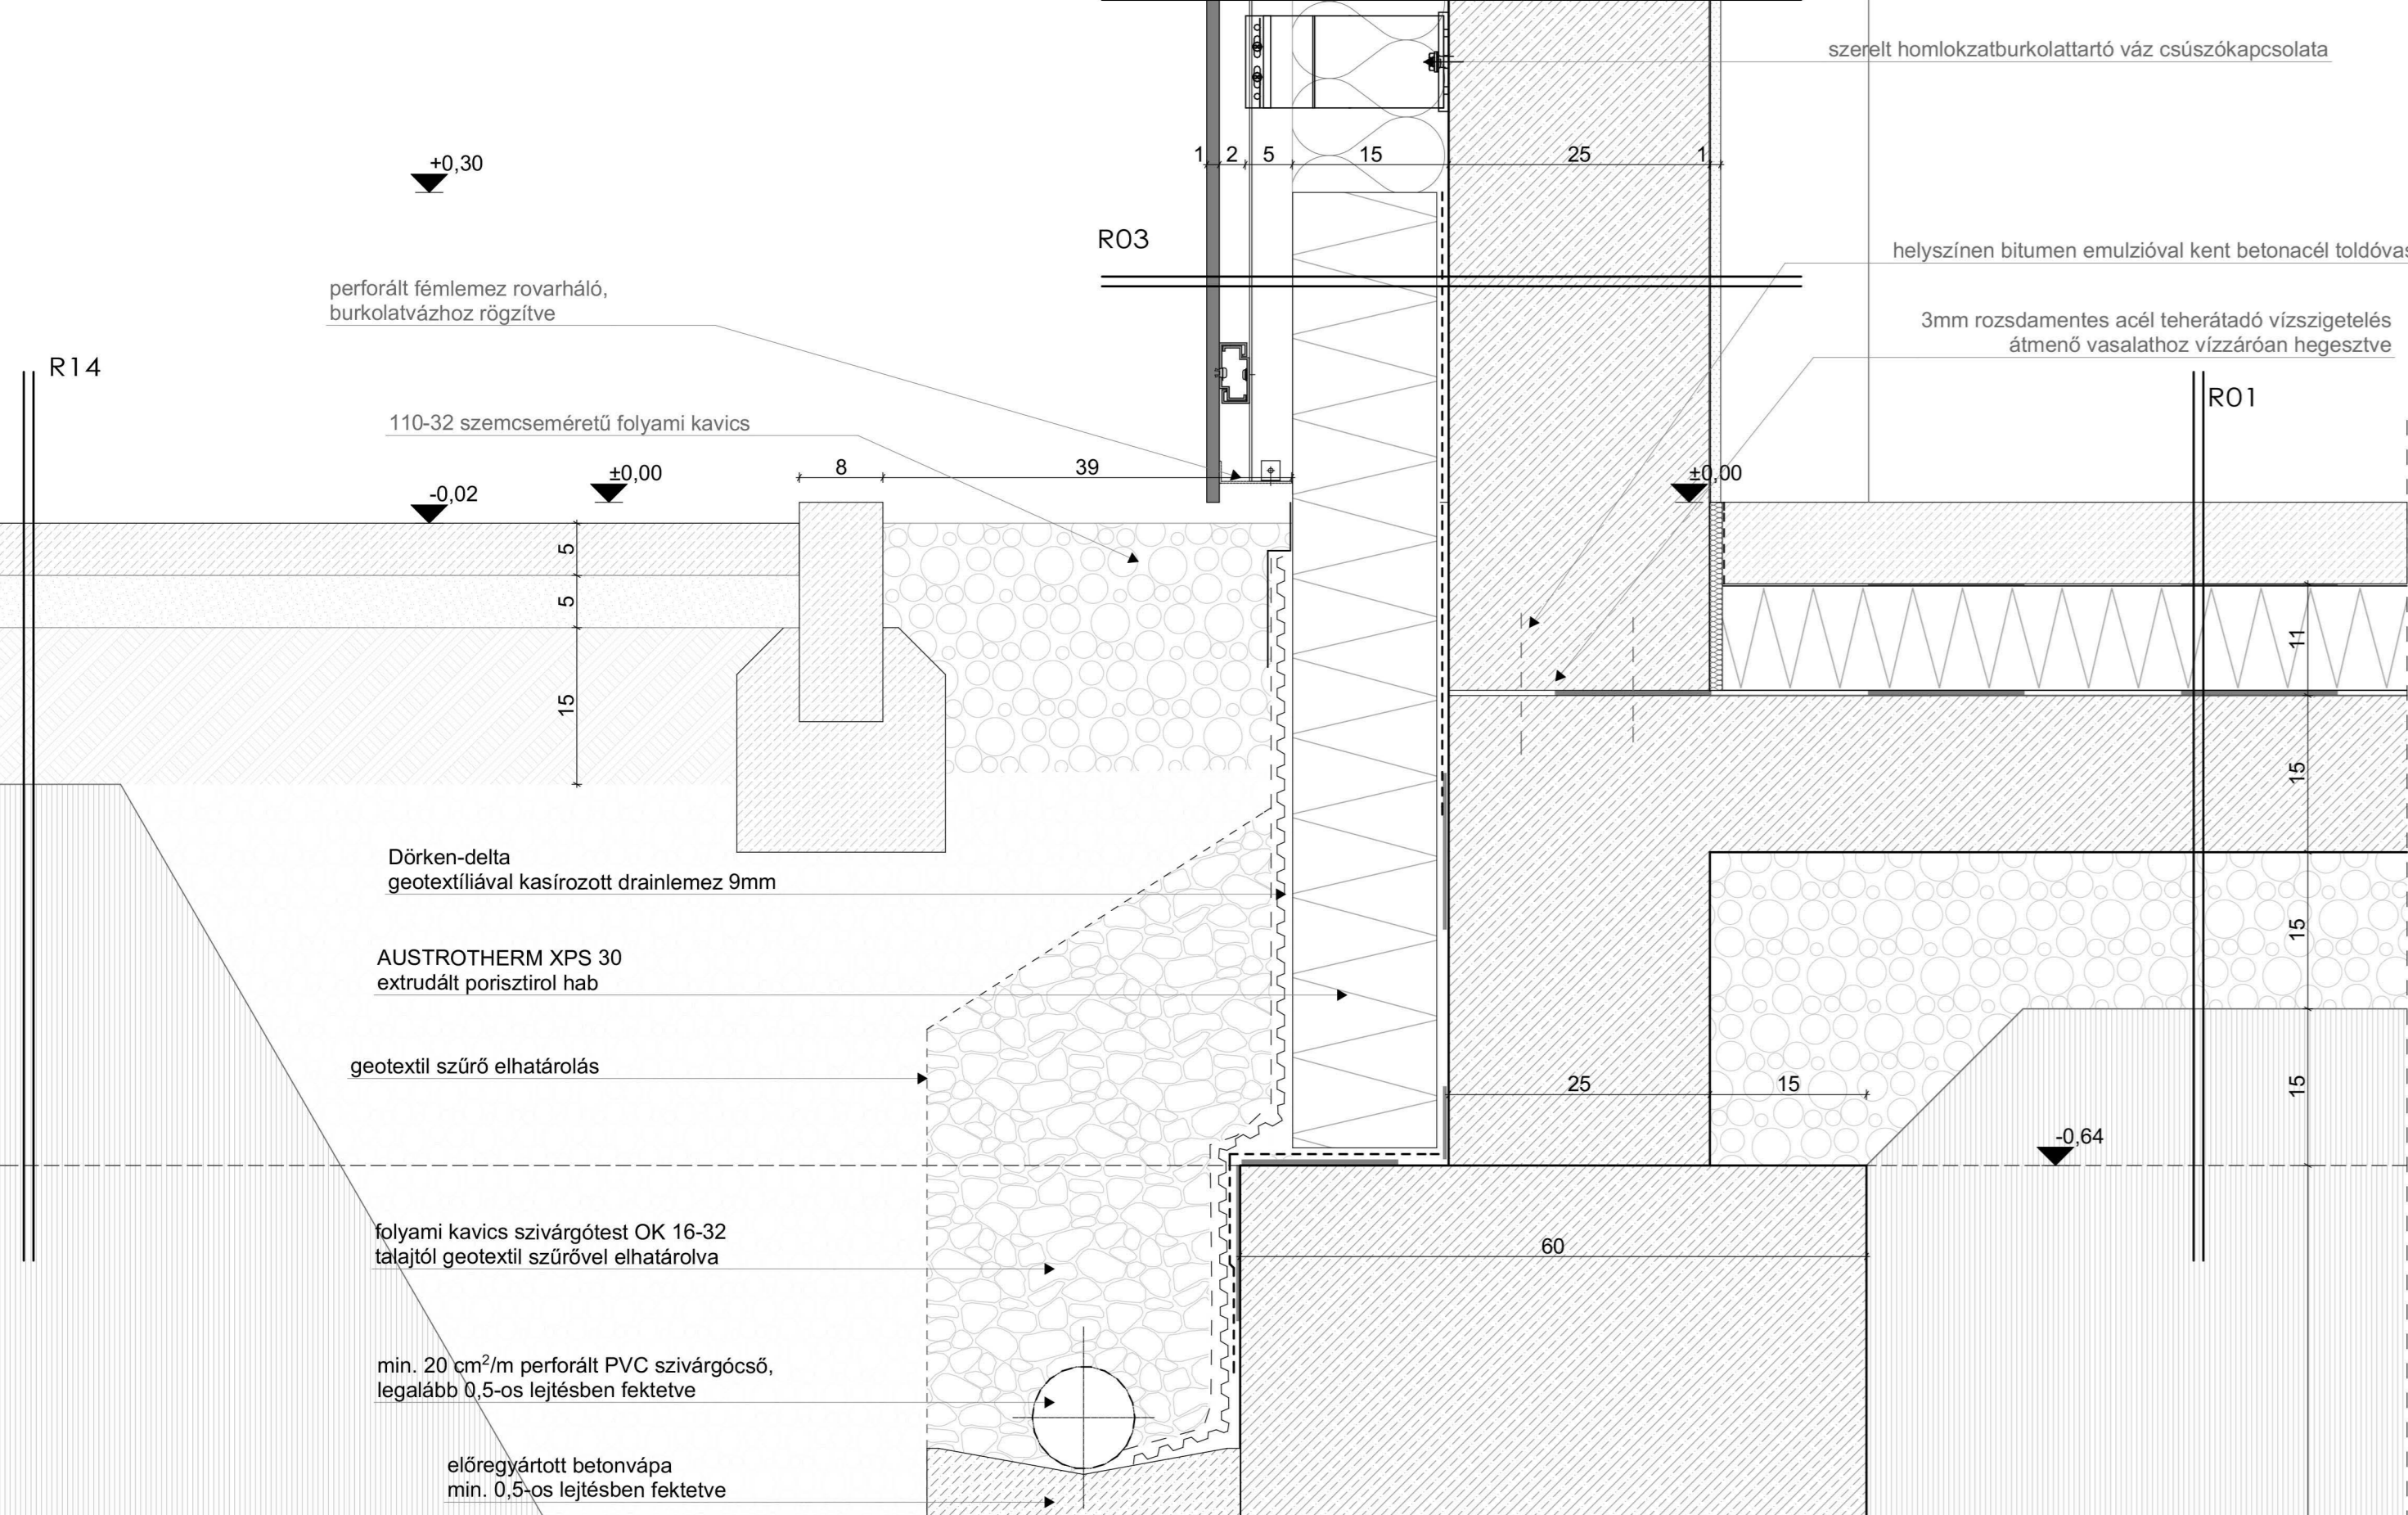 szerelt homlokzatburkolattartó váz csúszókapcsolata
1 2 5 15 25 1
+0,30
R03
helyszínen bitumen emulzióval kent betonacél toldóvas
perforált fémlemez rovarháló,
burkolatvázhoz rögzítve
3mm rozsdamentes acél teherátadó vízszigetelés
átmenő vasalathoz vízzáróan hegesztve
R14
R01
110-32 szemcseméretű folyami kavics
8 39
±0,00
±0,00
-0,02
5
5
11
15
15
Dörken-delta
geotextíliával kasírozott drainlemez 9mm
15
AUSTROTHERM XPS 30
extrudált porisztirol hab
geotextil szűrő elhatárolás
25 15
15
-0,64
folyami kavics szivárgótest OK 16-32
talajtól geotextil szűrővel elhatárolva
60
min. 20 cm²/m perforált PVC szivárgócső,
legalább 0,5-os lejtésben fektetve
előregyártott betonvápa
min. 0,5-os lejtésben fektetve